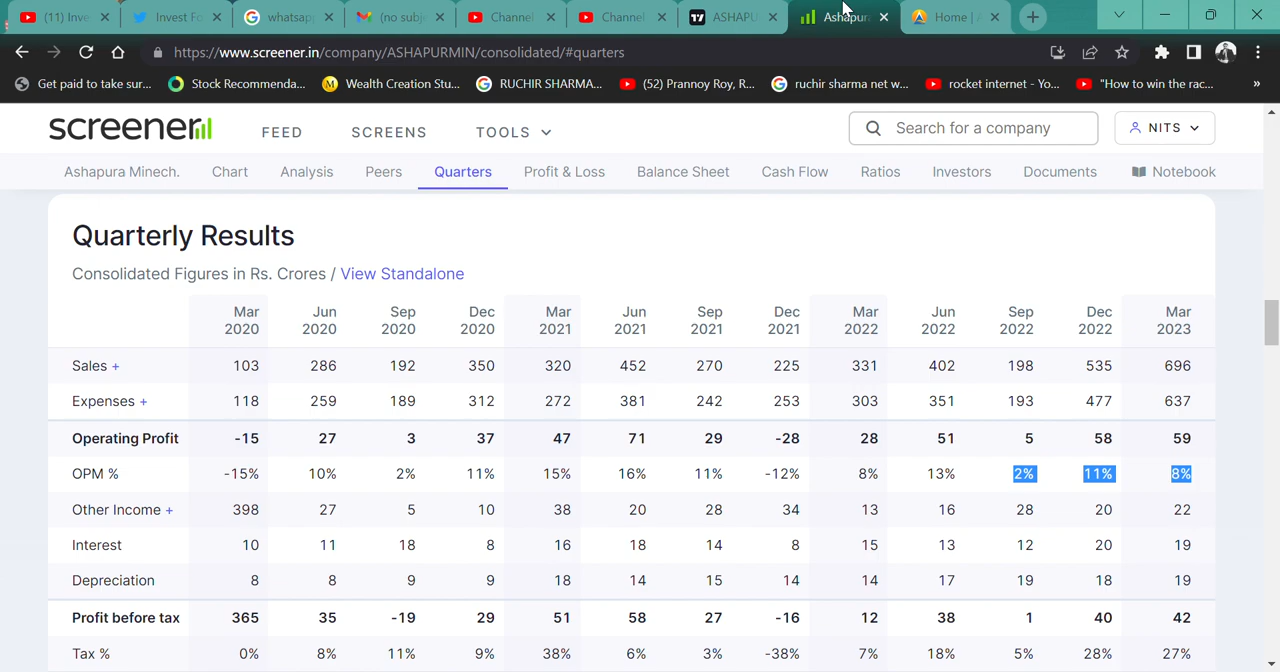 (11) Inve
Invest Fo
whatsap
(no subj
Channel
Channel
ASHAPU
Ashapur
Home | A
https://www.screener.in/company/ASHAPURMIN/consolidated/#quarters
Get paid to take sur...
Stock Recommenda...
Wealth Creation Stu...
RUCHIR SHARMA...
(52) Prannoy Roy, R...
ruchir sharma net w...
rocket internet - Yo...
"How to win the rac...
»
screener
FEED
SCREENS
TOOLS
Search for a company
NITS
Ashapura Minech.
Chart
Analysis
Peers
Quarters
Profit & Loss
Balance Sheet
Cash Flow
Ratios
Investors
Documents
Notebook
Quarterly Results
Consolidated Figures in Rs. Crores / View Standalone
Mar 2020 Jun 2020 Sep 2020 Dec 2020 Mar 2021 Jun 2021 Sep 2021 Dec 2021 Mar 2022 Jun 2022 Sep 2022 Dec 2022 Mar 2023
Sales + 103 286 192 350 320 452 270 225 331 402 198 535 696
Expenses + 118 259 189 312 272 381 242 253 303 351 193 477 637
Operating Profit -15 27 3 37 47 71 29 -28 28 51 5 58 59
OPM % -15% 10% 2% 11% 15% 16% 11% -12% 8% 13% 2% 11% 8%
Other Income + 398 27 5 10 38 20 28 34 13 16 28 20 22
Interest 10 11 18 8 16 18 14 8 15 13 12 20 19
Depreciation 8 8 9 9 18 14 15 14 14 17 19 18 19
Profit before tax 365 35 -19 29 51 58 27 -16 12 38 1 40 42
Tax % 0% 8% 11% 9% 38% 6% 3% -38% 7% 18% 5% 28% 27%